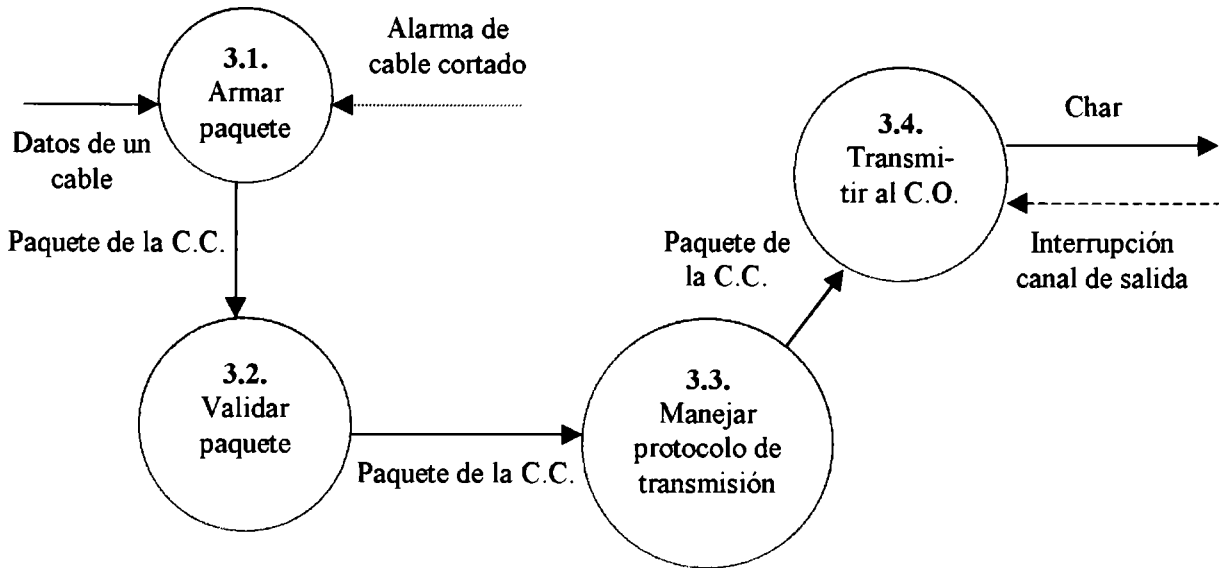 3.1.
Armar
paquete
Alarma de
cable cortado
Datos de un
cable
Paquete de la C.C.
3.2.
Validar
paquete
Paquete de la C.C.
3.3.
Manejar
protocolo de
transmisión
Paquete de
la C.C.
3.4.
Transmi-
tir al C.O.
Char
Interrupción
canal de salida